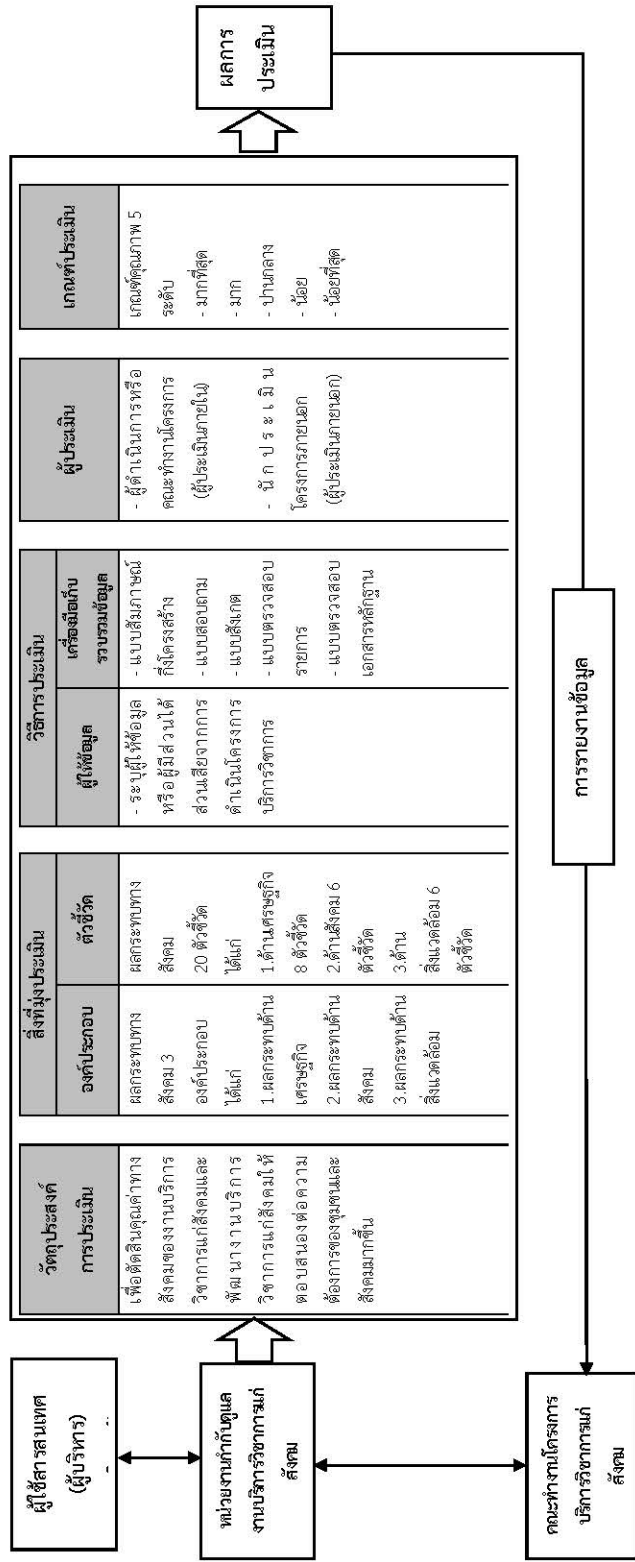 ผู้ใช้สารสนเทศ
(ผู้บริหาร)
หน่วยงานกำกับดูแล
งานบริการวิชาการแก่
สังคม
คณะทำงานโครงการ
บริการวิชาการแก่
สังคม
วัตถุประสงค์
การประเมิน
เพื่อตัดสินคุณค่าทาง
สังคมของงานบริการ
วิชาการแก่สังคมและ
พัฒนางานบริการ
วิชาการแก่สังคมให้
ตอบสนองต่อความ
ต้องการของชุมชนและ
สังคมมากขึ้น
สิ่งที่มุ่งประเมิน
องค์ประกอบ
ผลกระทบทาง
สังคม 3
องค์ประกอบ
ได้แก่
1.ผลกระทบด้าน
เศรษฐกิจ
2.ผลกระทบด้าน
สังคม
3.ผลกระทบด้าน
สิ่งแวดล้อม
ตัวชี้วัด
ผลกระทบทาง
สังคม
20 ตัวชี้วัด
ได้แก่
1.ด้านเศรษฐกิจ
8 ตัวชี้วัด
2.ด้านสังคม 6
ตัวชี้วัด
3.ด้าน
สิ่งแวดล้อม 6
ตัวชี้วัด
วิธีการประเมิน
ผู้ให้ข้อมูล
- ระบุผู้ให้ข้อมูล
หรือผู้มีส่วนได้
ส่วนเสียจากการ
ดำเนินโครงการ
บริการวิชาการ
เครื่องมือเก็บ
รวบรวมข้อมูล
- แบบสัมภาษณ์
กึ่งโครงสร้าง
- แบบสอบถาม
- แบบสังเกต
- แบบตรวจสอบ
รายการ
- แบบตรวจสอบ
เอกสารหลักฐาน
ผู้ประเมิน
- ผู้ดำเนินการหรือ
คณะทำงานโครงการ
(ผู้ประเมินภายใน)
- นักประเมิน
โครงการภายนอก
(ผู้ประเมินภายนอก)
เกณฑ์ประเมิน
เกณฑ์คุณภาพ 5
ระดับ
- มากที่สุด
- มาก
- ปานกลาง
- น้อย
- น้อยที่สุด
ผลการ
ประเมิน
การรายงานข้อมูล